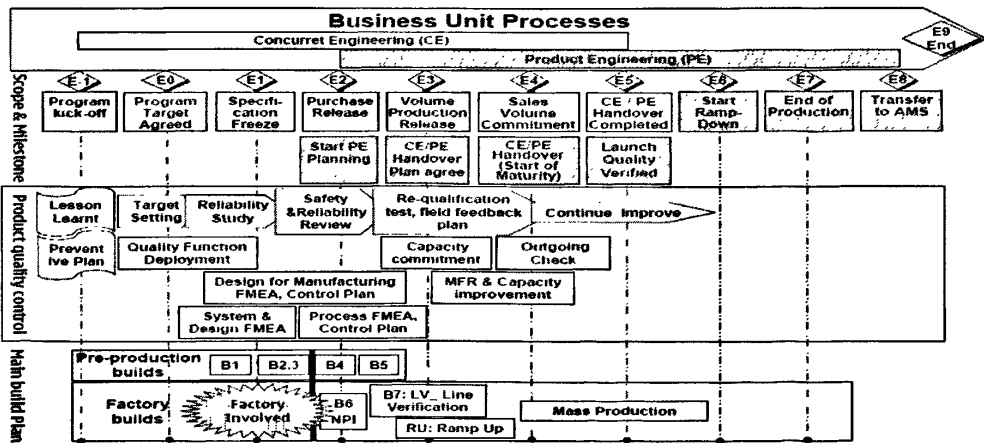 Business Unit Processes
Concurret Engineering (CE)
Product Engineering (PE)
E9
End
E-1
E0
E1
E2
E3
E4
E5
E6
E7
E8
Scope & Milestone
Program
kick-off
Program
Target
Agreed
Specifi-
cation
Freeze
Purchase
Release
Volume
Production
Release
Sales
Volume
Commitment
CE / PE
Handover
Completed
Start
Ramp-
Down
End of
Production
Transfer
to AMS
Start PE
Planning
CE/PE
Handover
Plan agree
CE/PE
Handover
(Start of
Maturity)
Launch
Quality
Verified
Product quality control
Lesson
Learnt
Target
Setting
Reliability
Study
Safety
&Reliability
Review
Re-qualification
test, field feedback
plan
Continue Improve
Prevent
ive Plan
Quality Function
Deployment
Capacity
commitment
Outgoing
Check
Design for Manufacturing
FMEA, Control Plan
MFR & Capacity
improvement
System &
Design FMEA
Process FMEA,
Control Plan
Main build Plan
Pre-production
builds
B1
B2.3
B4
B5
Factory
builds
Factory
Involved
B6
NPI
B7: LV_ Line
Verification
RU: Ramp Up
Mass Production